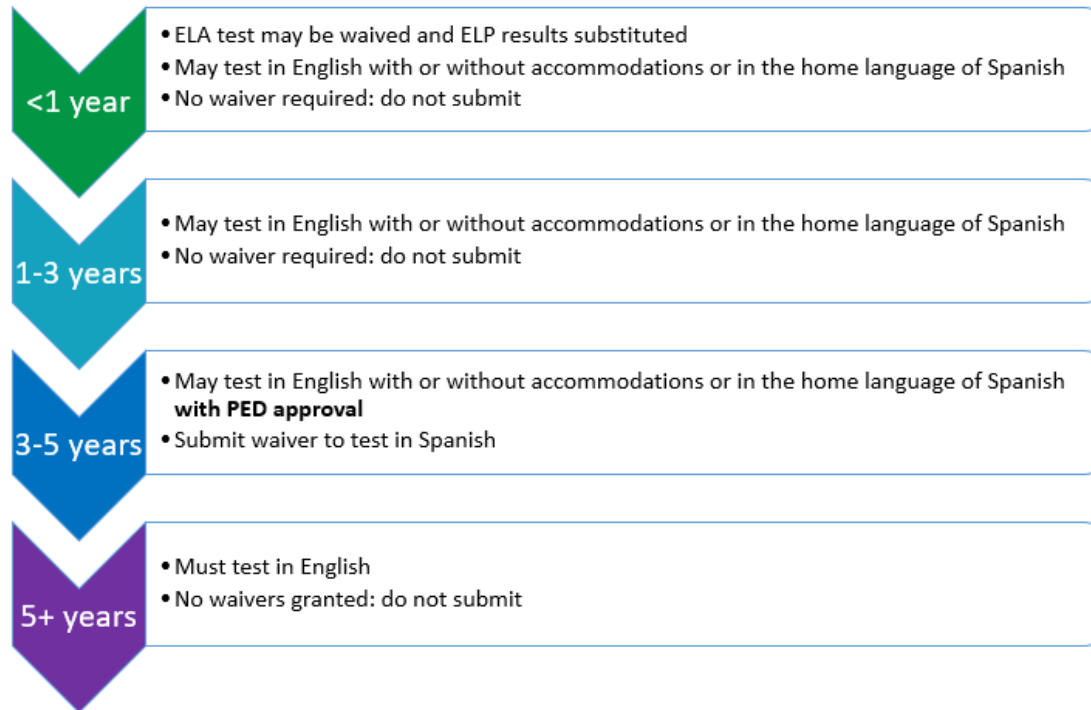 <1 year
• ELA test may be waived and ELP results substituted
• May test in English with or without accommodations or in the home language of Spanish
• No waiver required: do not submit
1-3 years
• May test in English with or without accommodations or in the home language of Spanish
• No waiver required: do not submit
3-5 years
• May test in English with or without accommodations or in the home language of Spanish
with PED approval
• Submit waiver to test in Spanish
5+ years
• Must test in English
• No waivers granted: do not submit